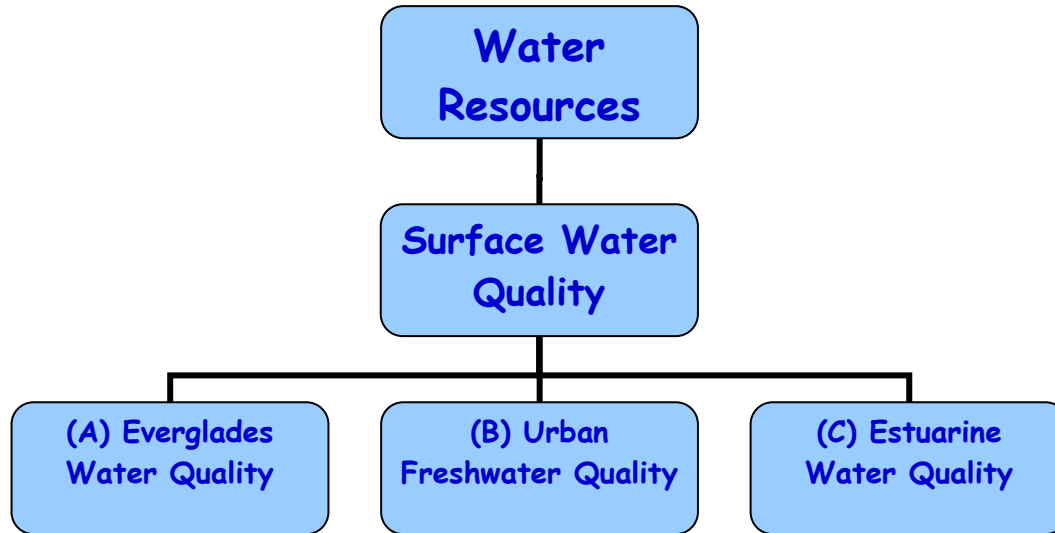 Water
Resources
Surface Water
Quality
(A) Everglades
Water Quality
(B) Urban
Freshwater Quality
(C) Estuarine
Water Quality